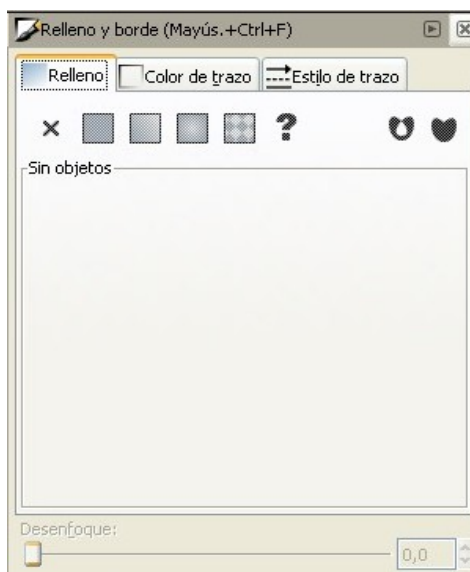 Relleno y borde (Mayús.+Ctrl+F)
Relleno Color de trazo Estilo de trazo
?
Sin objetos
Desenfoque:
0,0